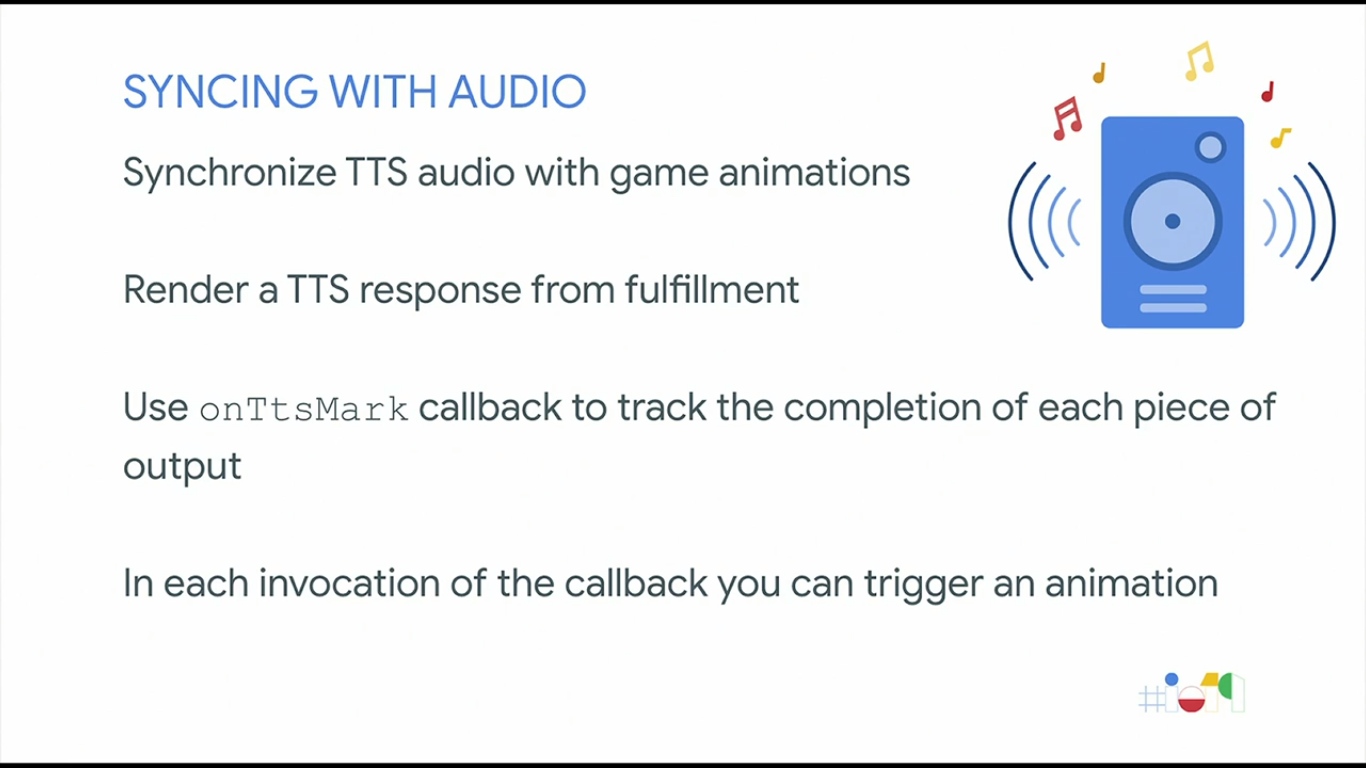 SYNCING WITH AUDIO
Synchronize TTS audio with game animations
Render a TTS response from fulfillment
Use onTtsMark callback to track the completion of each piece of
output
In each invocation of the callback you can trigger an animation
#io19